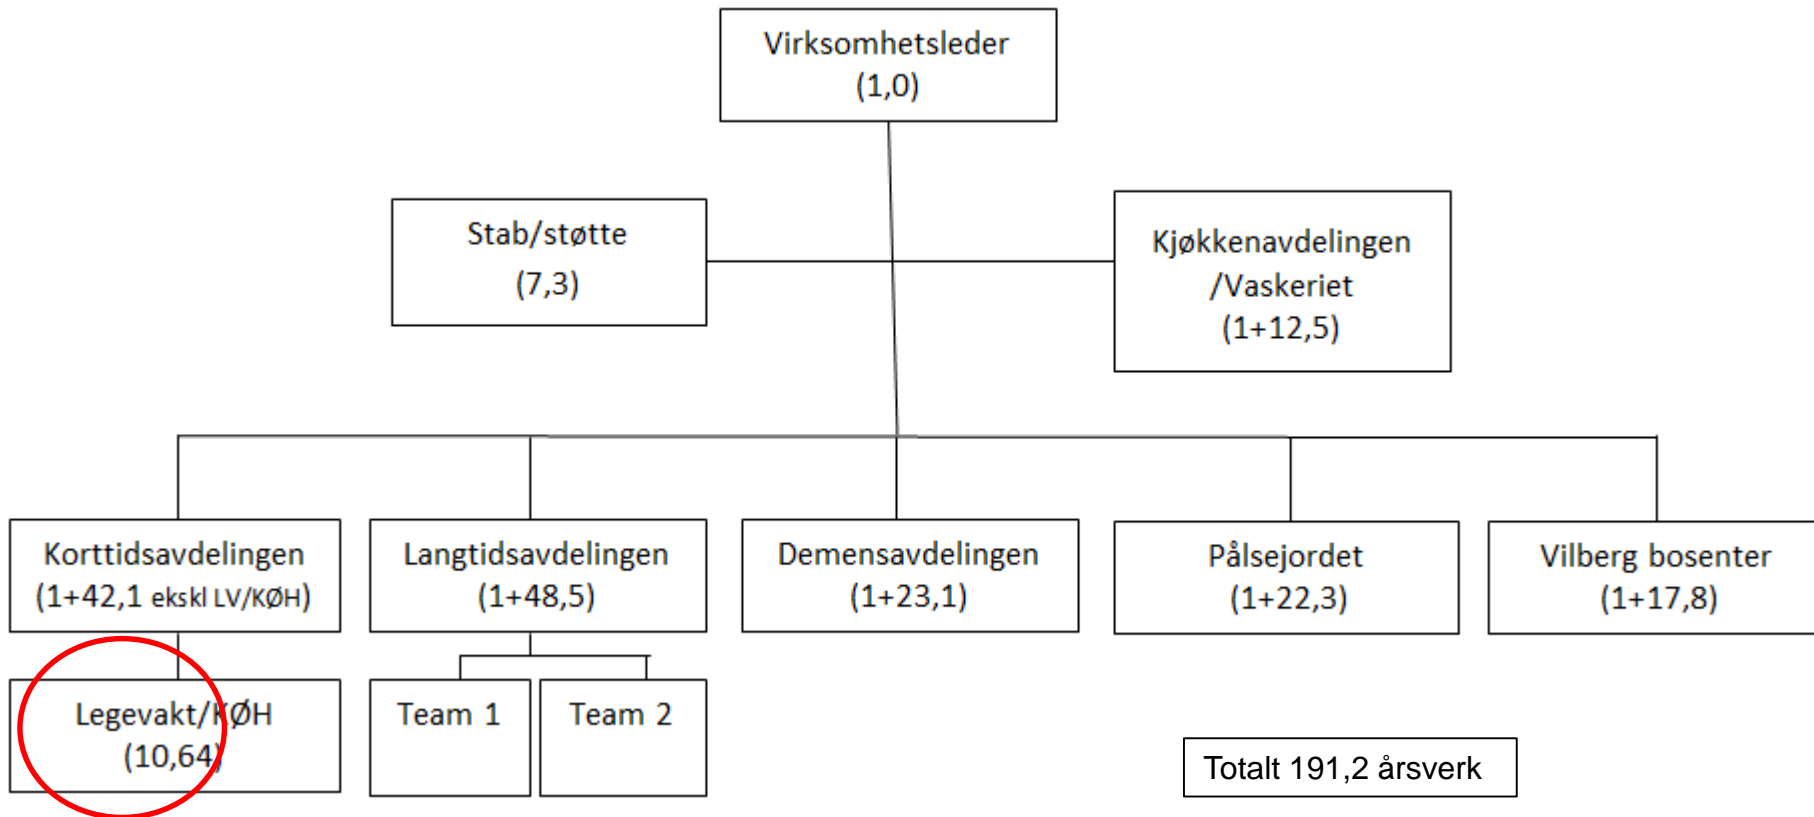 Virksomhetsleder
(1,0)
Stab/støtte
(7,3)
Kjøkkenavdelingen
/Vaskeriet
(1+12,5)
Korttidsavdelingen
(1+42,1 ekskl LV/KØH)
Langtidsavdelingen
(1+48,5)
Demensavdelingen
(1+23,1)
Pålsejordet
(1+22,3)
Vilberg bosenter
(1+17,8)
Legevakt/KØH
(10,64)
Team 1
Team 2
Totalt 191,2 årsverk